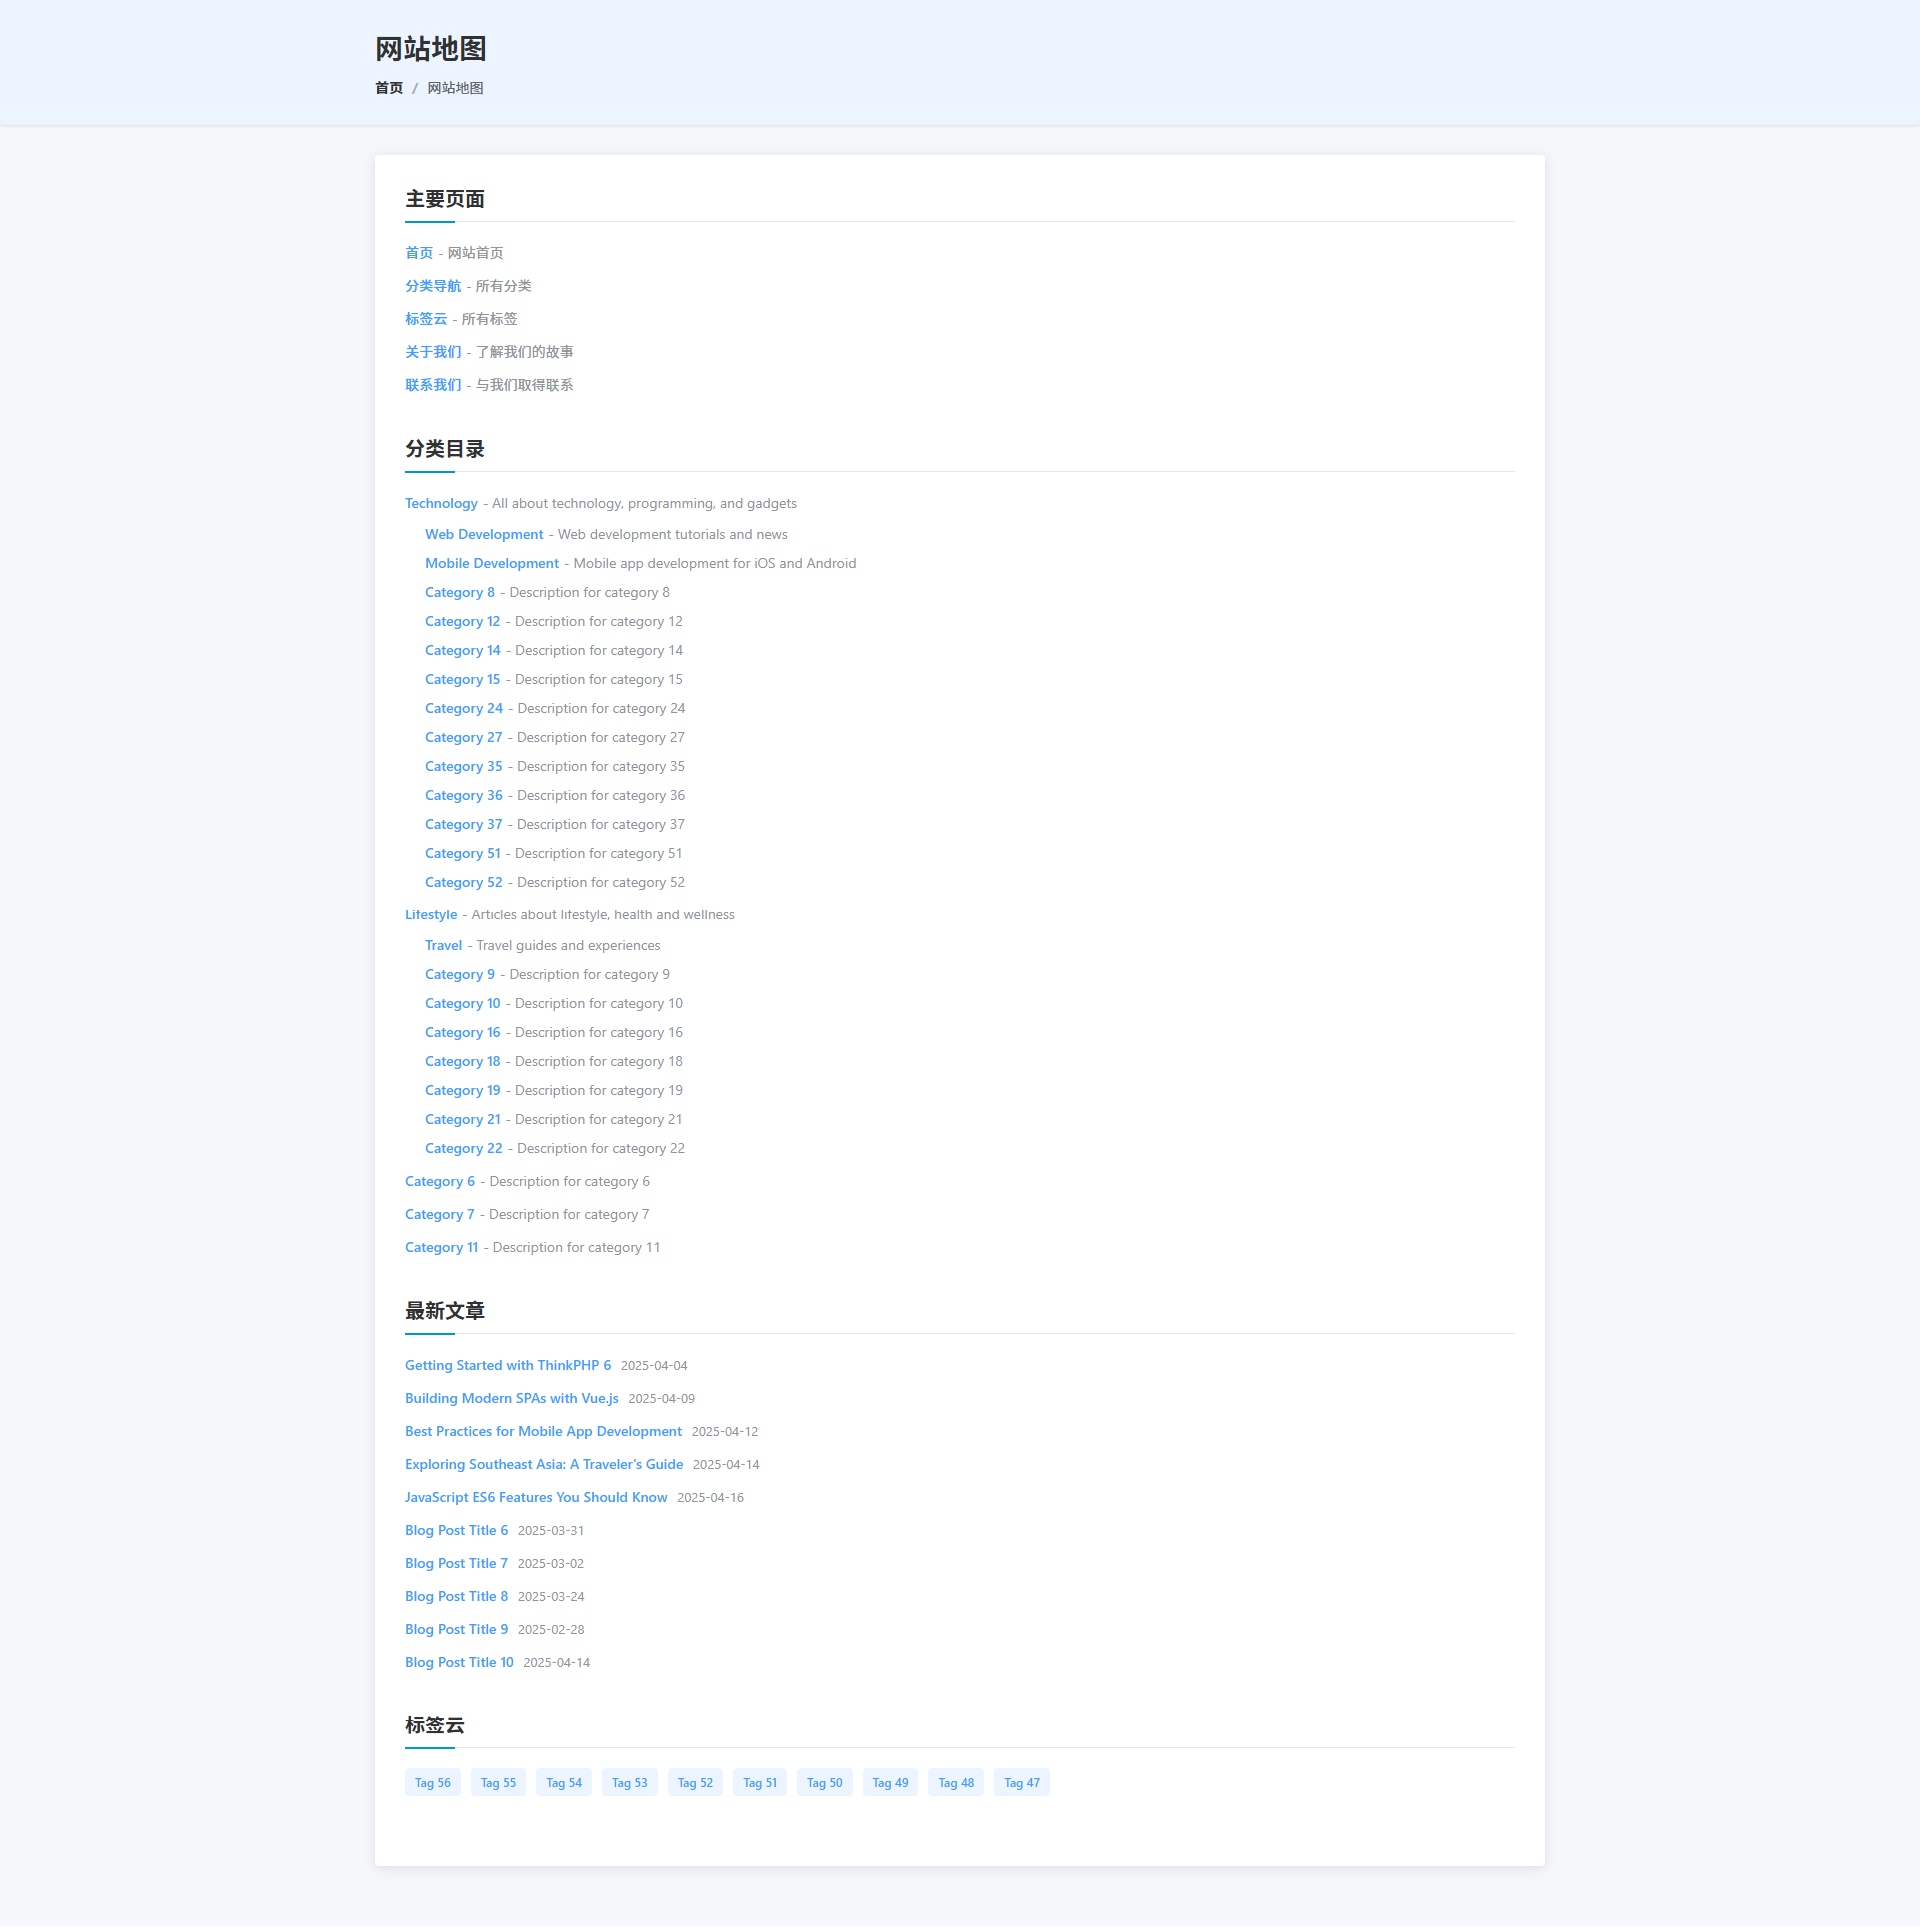 网站地图
首页 / 网站地图
主要页面
首页 - 网站首页
分类导航 - 所有分类
标签云 - 所有标签
关于我们 - 了解我们的故事
联系我们 - 与我们取得联系
分类目录
Technology - All about technology, programming, and gadgets
Web Development - Web development tutorials and news
Mobile Development - Mobile app development for iOS and Android
Category 8 - Description for category 8
Category 12 - Description for category 12
Category 14 - Description for category 14
Category 15 - Description for category 15
Category 24 - Description for category 24
Category 27 - Description for category 27
Category 35 - Description for category 35
Category 36 - Description for category 36
Category 37 - Description for category 37
Category 51 - Description for category 51
Category 52 - Description for category 52
Lifestyle - Articles about lifestyle, health and wellness
Travel - Travel guides and experiences
Category 9 - Description for category 9
Category 10 - Description for category 10
Category 16 - Description for category 16
Category 18 - Description for category 18
Category 19 - Description for category 19
Category 21 - Description for category 21
Category 22 - Description for category 22
Category 6 - Description for category 6
Category 7 - Description for category 7
Category 11 - Description for category 11
最新文章
Getting Started with ThinkPHP 6 2025-04-04
Building Modern SPAs with Vue.js 2025-04-09
Best Practices for Mobile App Development 2025-04-12
Exploring Southeast Asia: A Traveler's Guide 2025-04-14
JavaScript ES6 Features You Should Know 2025-04-16
Blog Post Title 6 2025-03-31
Blog Post Title 7 2025-03-02
Blog Post Title 8 2025-03-24
Blog Post Title 9 2025-02-28
Blog Post Title 10 2025-04-14
标签云
Tag 56 Tag 55 Tag 54 Tag 53 Tag 52 Tag 51 Tag 50 Tag 49 Tag 48 Tag 47